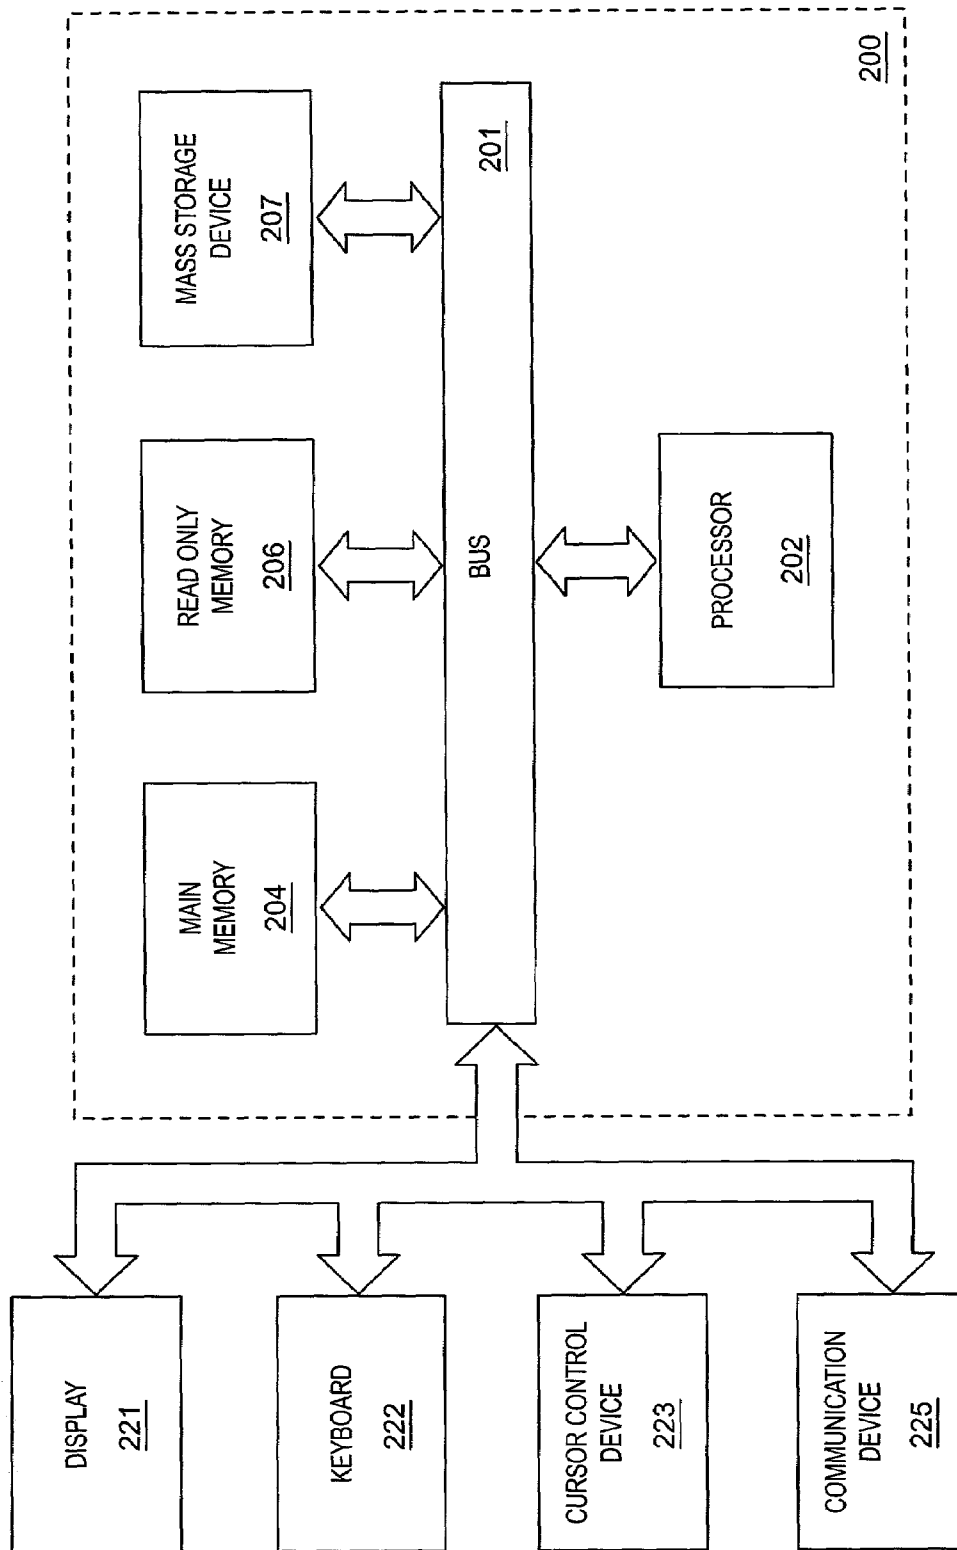 DISPLAY
221
KEYBOARD
222
CURSOR CONTROL
DEVICE
223
COMMUNICATION
DEVICE
225
MAIN
MEMORY
204
READ ONLY
MEMORY
206
MASS STORAGE
DEVICE
207
BUS
201
PROCESSOR
202
200